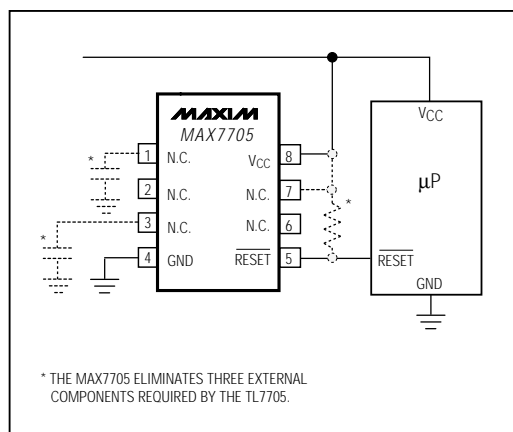 MAXIM
MAX7705
VCC
µP
* 1 N.C. VCC 8
2 N.C. N.C. 7 *
* 3 N.C. N.C. 6
4 GND RESET 5 RESET
GND
* THE MAX7705 ELIMINATES THREE EXTERNAL
COMPONENTS REQUIRED BY THE TL7705.